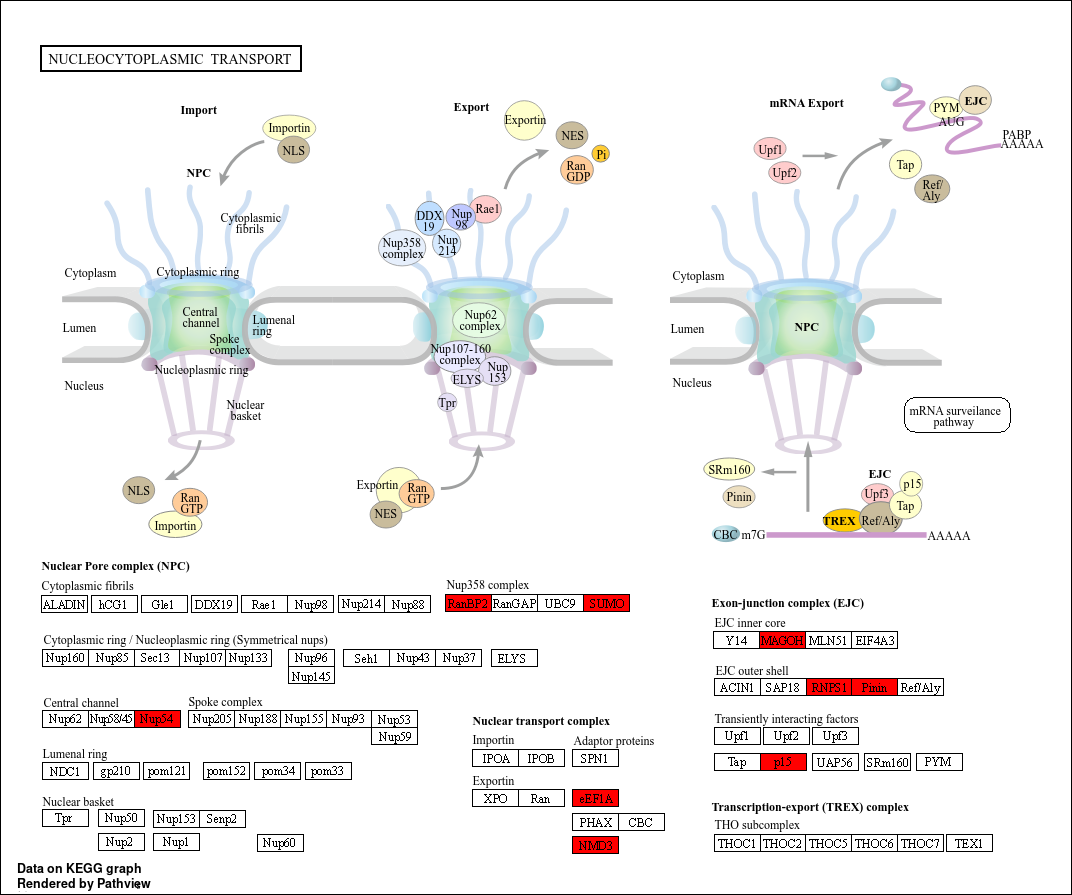 NUCLEOCYTOPLASMIC TRANSPORT
Import
Importin
NLS
NPC
Cytoplasmic
fibrils
Cytoplasm
Cytoplasmic ring
Central
channel
Lumen
Lumenal
ring
Spoke
complex
Nucleoplasmic ring
Nucleus
Nuclear
basket
NLS
Ran
GTP
Importin
Export
Exportin
NES
Pi
Ran
GDP
DDX
19
Nup
98
Rae1
Nup358
complex
Nup
214
Nup62
complex
Nup107-160
complex
Nup
153
ELYS
Tpr
Exportin
Ran
GTP
NES
mRNA Export
PYM
EJC
AUG
PABP
AAAAA
Upf1
Upf2
Tap
Ref/
Aly
Cytoplasm
Lumen
NPC
Nucleus
mRNA surveilance
pathway
SRm160
Pinin
EJC
Upf3
p15
Tap
TREX
Ref/Aly
CBC
m7G
AAAAA
Nuclear Pore complex (NPC)
Cytoplasmic fibrils
ALADIN hCG1 Gle1 DDX19 Rae1 Nup98 Nup214 Nup88
Nup358 complex
RanBP2 RanGAP UBC9 SUMO
Cytoplasmic ring / Nucleoplasmic ring (Symmetrical nups)
Nup160 Nup85 Sec13 Nup107 Nup133 Nup96 Seh1 Nup43 Nup37 ELYS
Nup145
Central channel
Nup62 Nup58/45 Nup54
Spoke complex
Nup205 Nup188 Nup155 Nup93 Nup53
Nup59
Lumenal ring
NDC1 gp210 pom121 pom152 pom34 pom33
Nuclear basket
Tpr Nup50 Nup153 Senp2
Nup2 Nup1 Nup60
Nuclear transport complex
Importin
IPOA IPOB
Adaptor proteins
SPN1
Exportin
XPO Ran eEF1A
PHAX CBC
NMD3
Exon-junction complex (EJC)
EJC inner core
Y14 MAGOH MLN51 EIF4A3
EJC outer shell
ACIN1 SAP18 RNPS1 Pinin Ref/Aly
Transiently interacting factors
Upf1 Upf2 Upf3
Tap p15 UAP56 SRm160 PYM
Transcription-export (TREX) complex
THO subcomplex
THOC1 THOC2 THOC5 THOC6 THOC7 TEX1
Data on KEGG graph
Rendered by Pathview